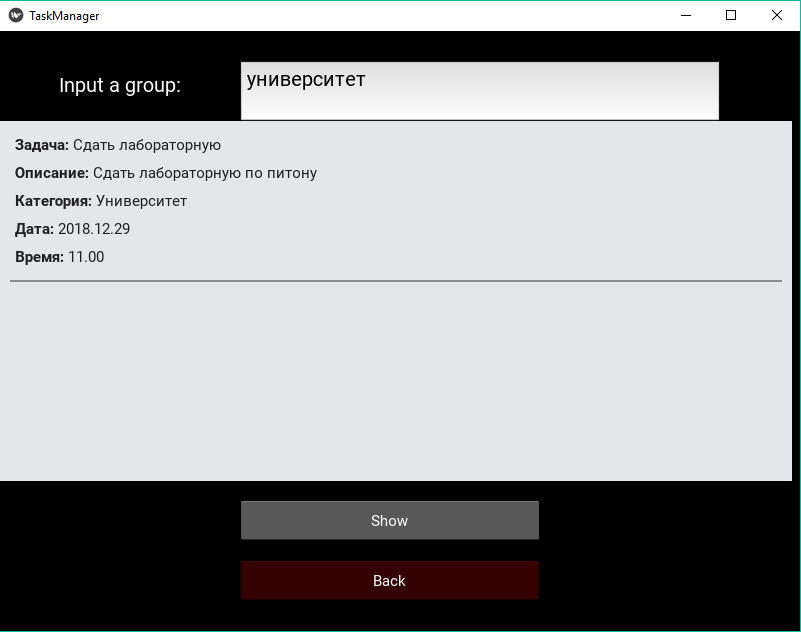 TaskManager
Input a group:
университет
Задача: Сдать лабораторную
Описание: Сдать лабораторную по питону
Категория: Университет
Дата: 2018.12.29
Время: 11.00
Show
Back